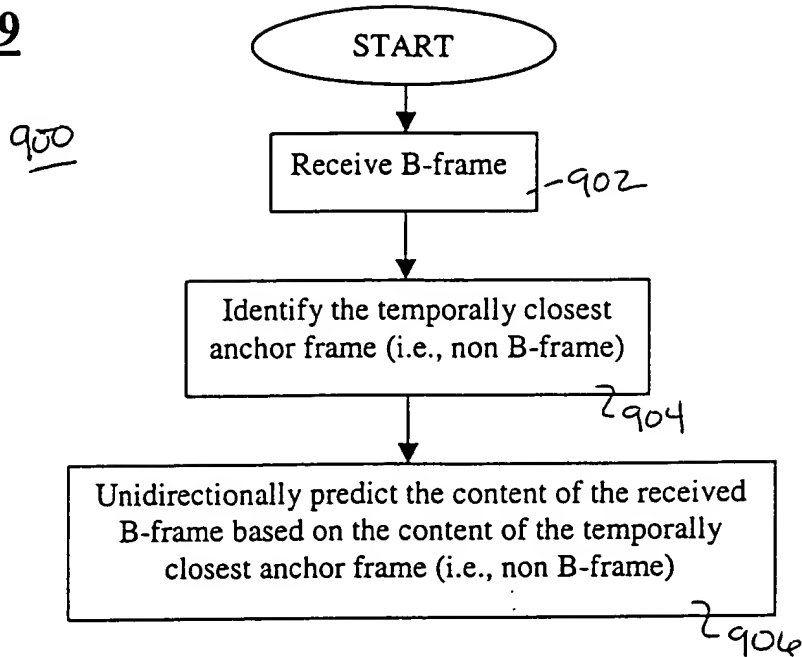 9
START
900
Receive B-frame
902
Identify the temporally closest
anchor frame (i.e., non B-frame)
904
Unidirectionally predict the content of the received
B-frame based on the content of the temporally
closest anchor frame (i.e., non B-frame)
906